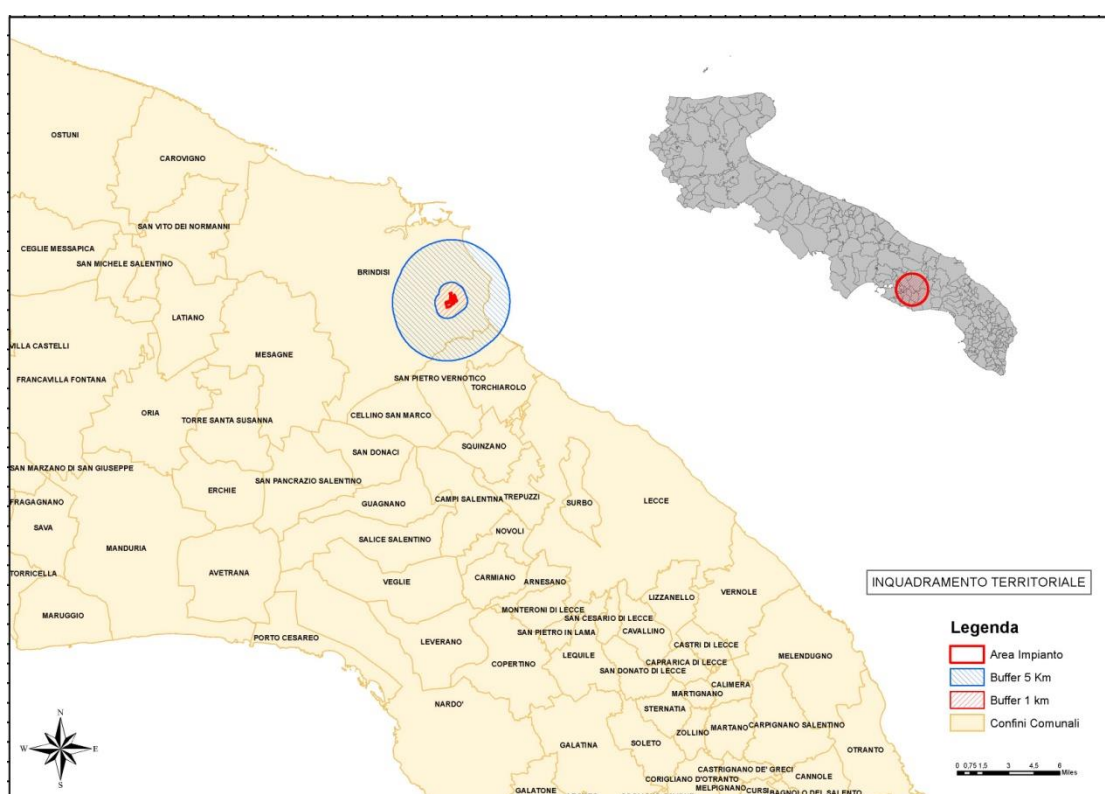 OSTUNI
CAROVIGNO
SAN VITO DEI NORMANNI
CEGLIE MESSAPICA
SAN MICHELE SALENTINO
BRINDISI
LATIANO
VILLA CASTELLI
MESAGNE
FRANCAVILLA FONTANA
SAN PIETRO VERNOTICO
TORCHIAROLO
ORIA
TORRE SANTA SUSANNA
CELLINO SAN MARCO
SQUINZANO
SAN DONACI
SAN MARZANO DI SAN GIUSEPPE
SAN PANCRAZIO SALENTINO
ERCHIE
CAMPI SALENTINA
TREPUZZI
FRAGAGNANO
GUAGNANO
SURBO
LECCE
SAVA
NOVOLI
MANDURIA
SALICE SALENTINO
TORRICELLA
AVETRANA
VEGLIE
CARMIANO
ARNESANO
INQUADRAMENTO TERRITORIALE
LIZZANELLO
VERNOLE
MARUGGIO
MONTERONI DI LECCE
SAN CESARIO DI LECCE
PORTO CESAREO
LEVERANO
SAN PIETRO IN LAMA
CAVALLINO
CASTRI DI LECCE
LEQUILE
MELENDUGNO
COPERTINO
CAPRARICA DI LECCE
SAN DONATO DI LECCE
CALIMERA
MARTIGNANO
NARDO'
STERNATIA
ZOLLINO
MARTANO
CARPIGNANO SALENTINO
GALATINA
SOLETO
OTRANTO
CASTRIGNANO DE' GRECI
CORIGLIANO D'OTRANTO
CANNOLE
MELPIGNANO
GALATONE
CURSI
BAGNOLO DEL SALENTO
Legenda
Area Impianto
Buffer 5 Km
Buffer 1 km
Confini Comunali
N
W
E
S
0 0,75 1,5 3 4,5 6
Miles